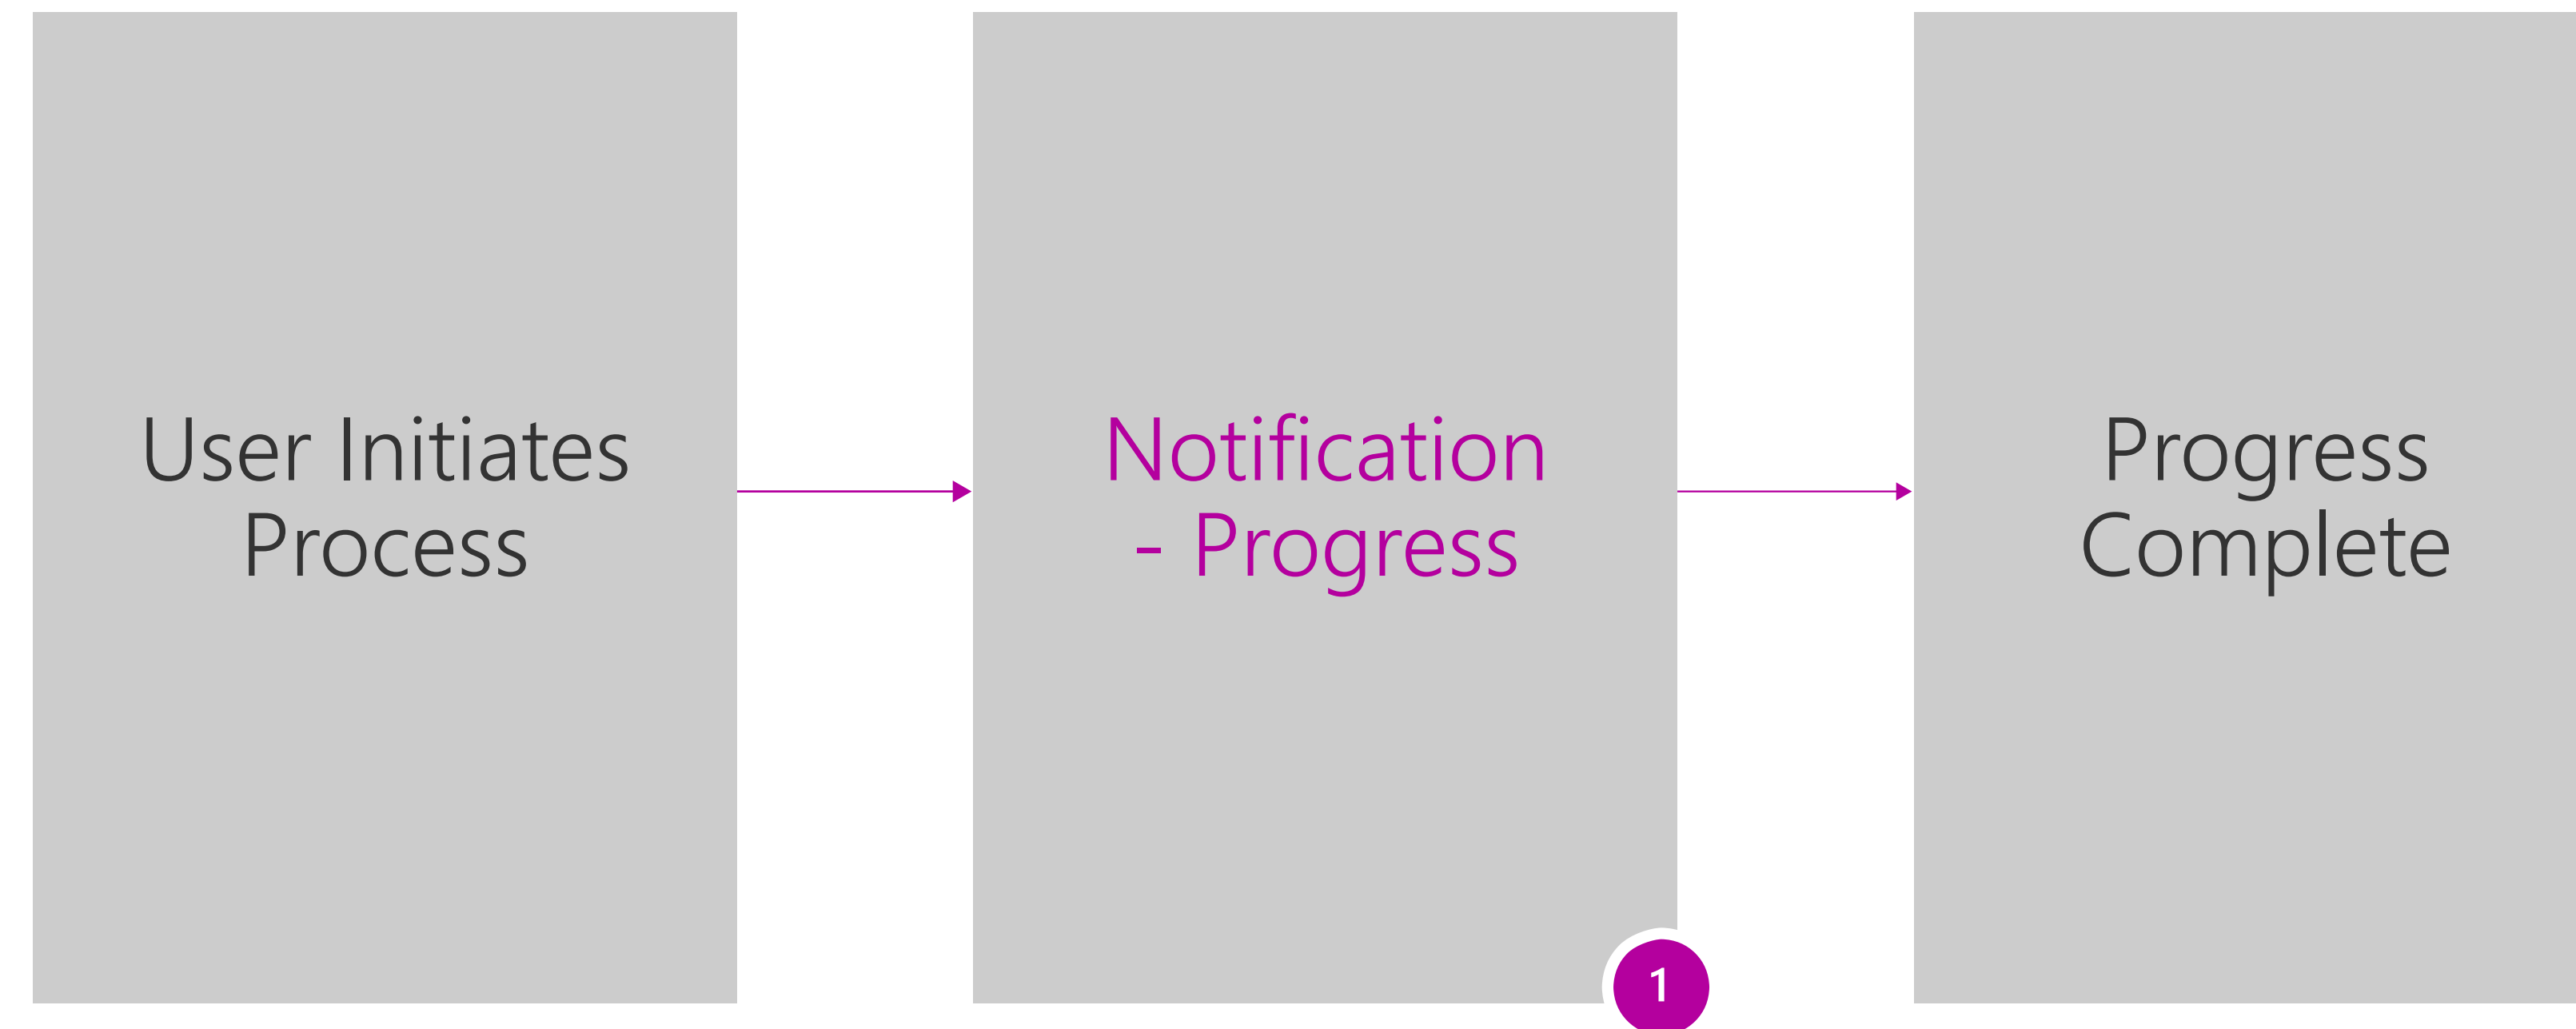 User Initiates
Process
Notification
- Progress
1
Progress
Complete